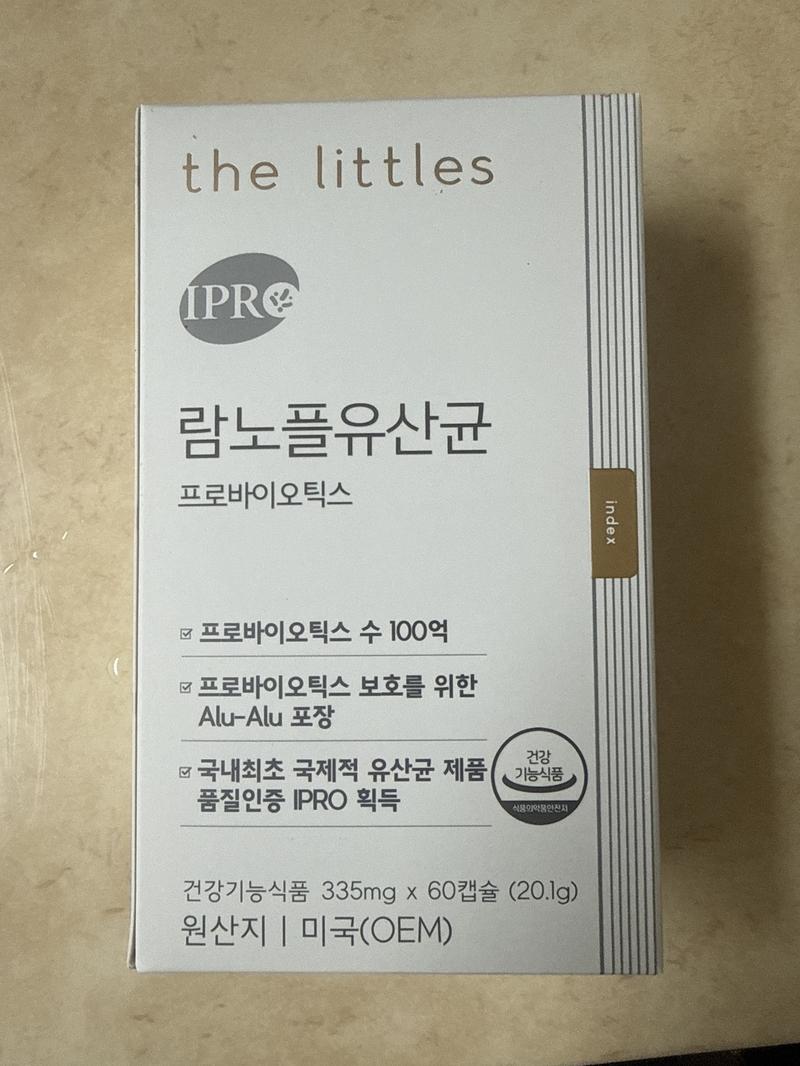 the littles
IPRO
람노플유산균
프로바이오틱스
index
☑ 프로바이오틱스 수 100억
☑ 프로바이오틱스 보호를 위한
Alu-Alu 포장
☑ 국내최초 국제적 유산균 제품
품질인증 IPRO 획득
건강
기능식품
식품의약품안전처
건강기능식품 335mg x 60캡슐 (20.1g)
원산지 | 미국(OEM)